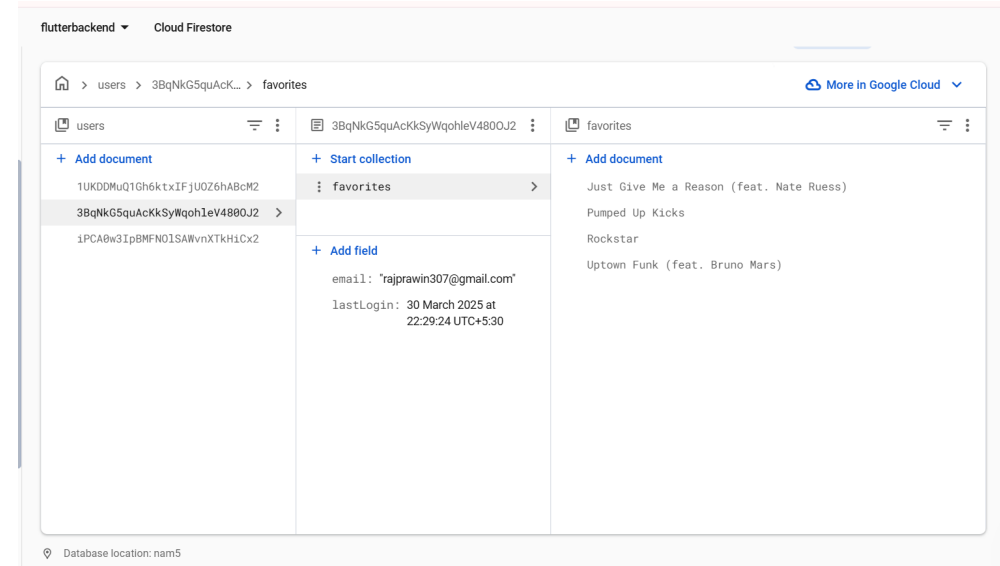 flutterbackend
Cloud Firestore
users > 3BqNkG5quAcK... > favorites
More in Google Cloud
users
3BqNkG5quAcKkSyWqohleV480OJ2
favorites
+ Add document
1UKDDMuQ1Gh6ktxIFjUOZ6hABcM2
3BqNkG5quAcKkSyWqohleV480OJ2
iPCA0w3IpBMFNOlSAWvnXTkHiCx2
+ Start collection
favorites
+ Add field
email: "rajprawin307@gmail.com"
lastLogin: 30 March 2025 at
22:29:24 UTC+5:30
+ Add document
Just Give Me a Reason (feat. Nate Ruess)
Pumped Up Kicks
Rockstar
Uptown Funk (feat. Bruno Mars)
Database location: nam5